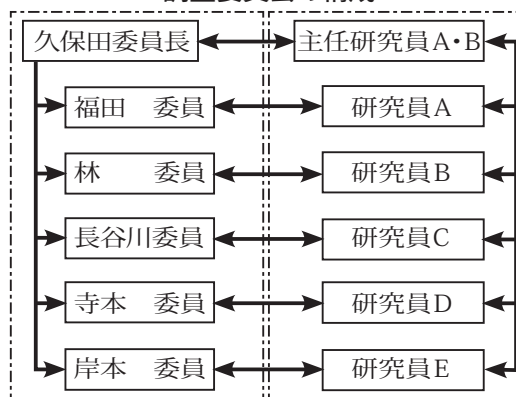 久保田委員長 主任研究員A・B
福田　委員 研究員A
林　　委員 研究員B
長谷川委員 研究員C
寺本　委員 研究員D
岸本　委員 研究員E